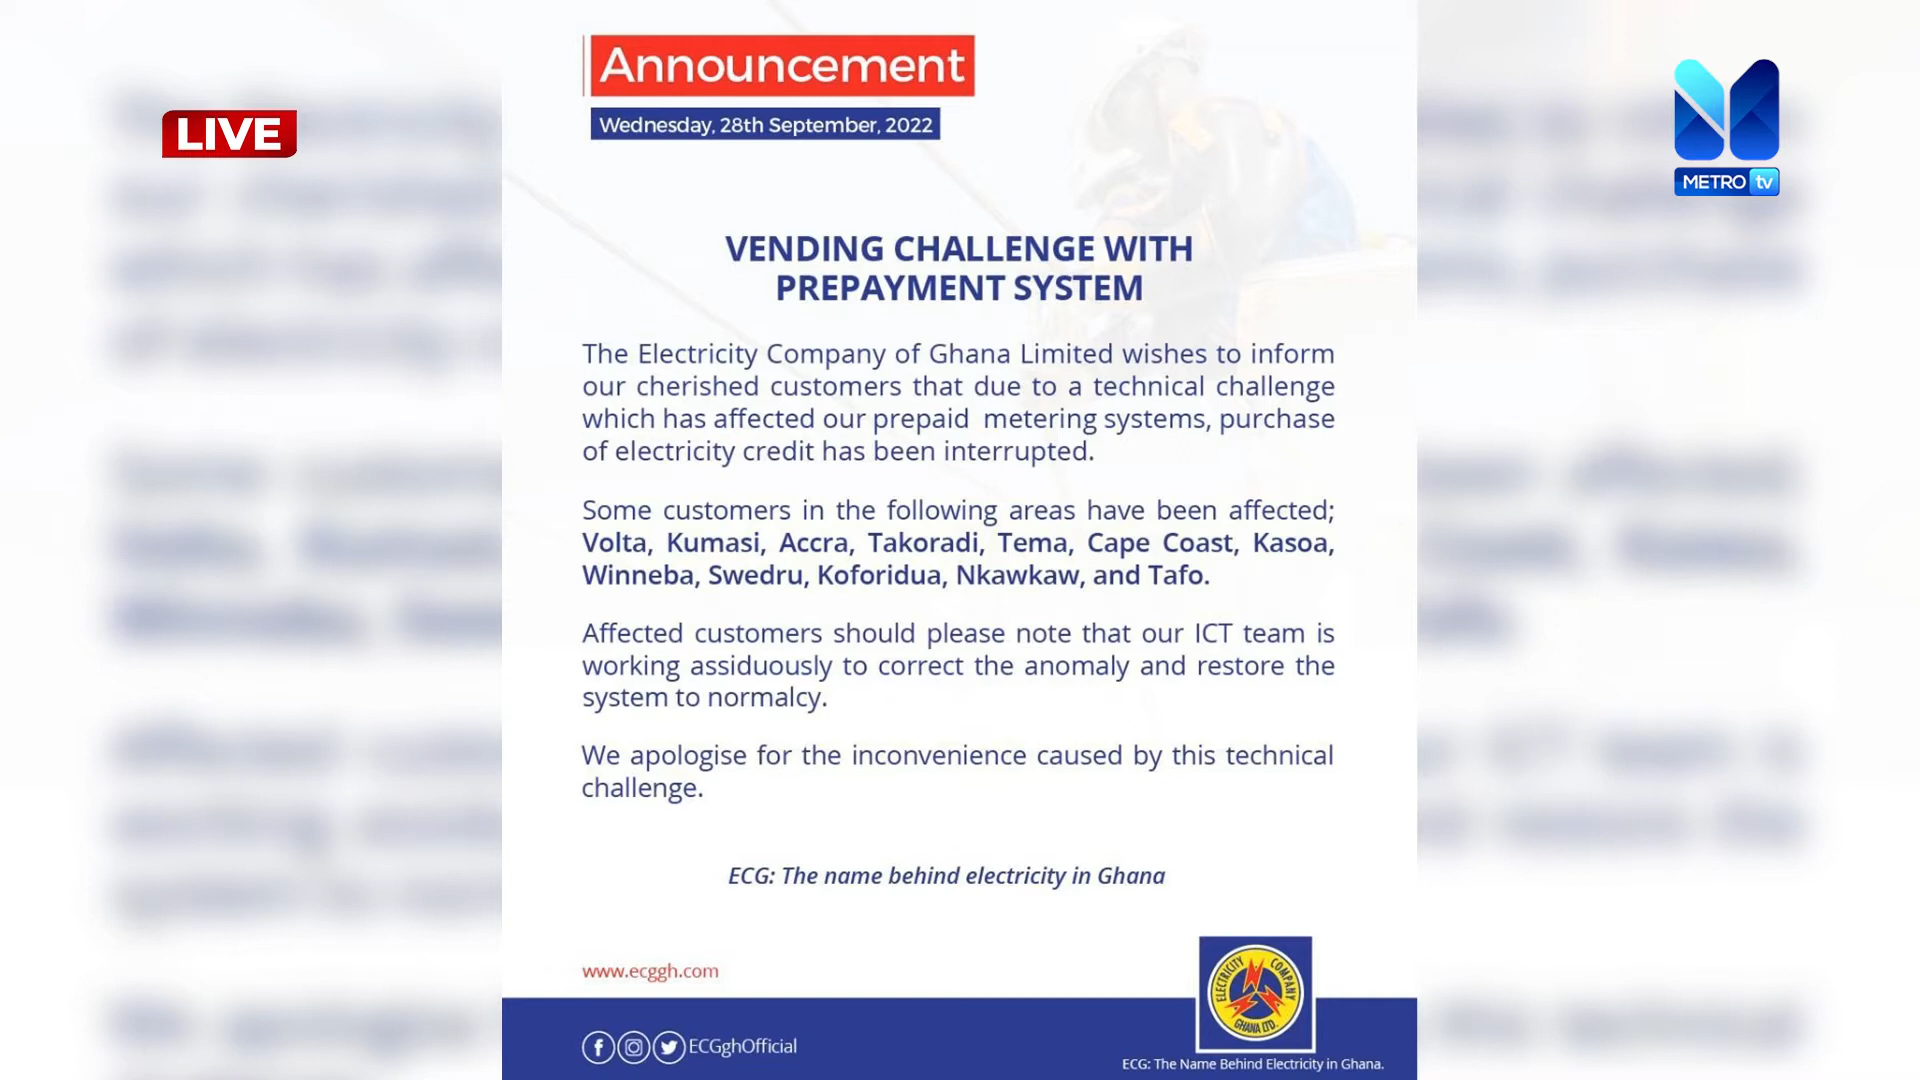 Announcement
Wednesday, 28th September, 2022
LIVE
METRO tv
VENDING CHALLENGE WITH
PREPAYMENT SYSTEM
The Electricity Company of Ghana Limited wishes to inform
our cherished customers that due to a technical challenge
which has affected our prepaid metering systems, purchase
of electricity credit has been interrupted.
Some customers in the following areas have been affected;
Volta, Kumasi, Accra, Takoradi, Tema, Cape Coast, Kasoa,
Winneba, Swedru, Koforidua, Nkawkaw, and Tafo.
Affected customers should please note that our ICT team is
working assiduously to correct the anomaly and restore the
system to normalcy.
We apologise for the inconvenience caused by this technical
challenge.
ECG: The name behind electricity in Ghana
www.ecggh.com
ELECTRICITY COMPANY
GHANA LTD.
ECGghOfficial
ECG: The Name Behind Electricity in Ghana.